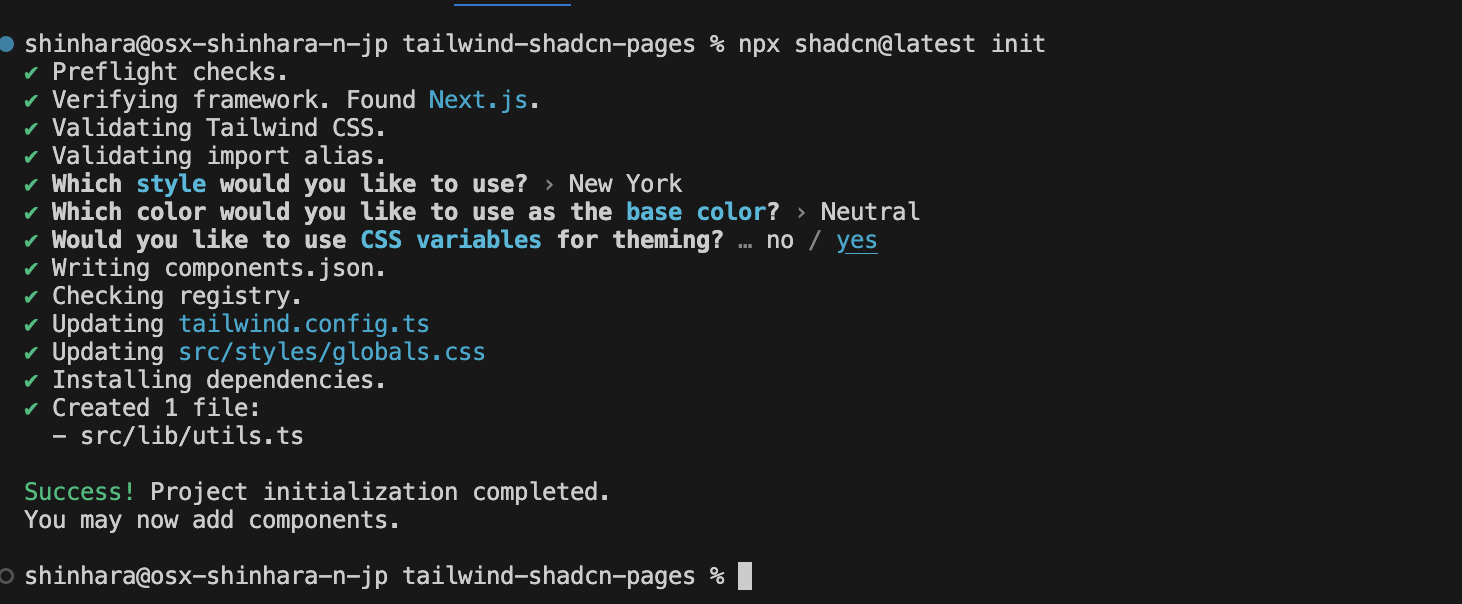 shinhara@osx-shinhara-n-jp tailwind-shadcn-pages % npx shadcn@latest init
✔ Preflight checks.
✔ Verifying framework. Found Next.js.
✔ Validating Tailwind CSS.
✔ Validating import alias.
✔ Which style would you like to use? › New York
✔ Which color would you like to use as the base color? › Neutral
✔ Would you like to use CSS variables for theming? … no / yes
✔ Writing components.json.
✔ Checking registry.
✔ Updating tailwind.config.ts
✔ Updating src/styles/globals.css
✔ Installing dependencies.
✔ Created 1 file:
- src/lib/utils.ts
Success! Project initialization completed.
You may now add components.
shinhara@osx-shinhara-n-jp tailwind-shadcn-pages %